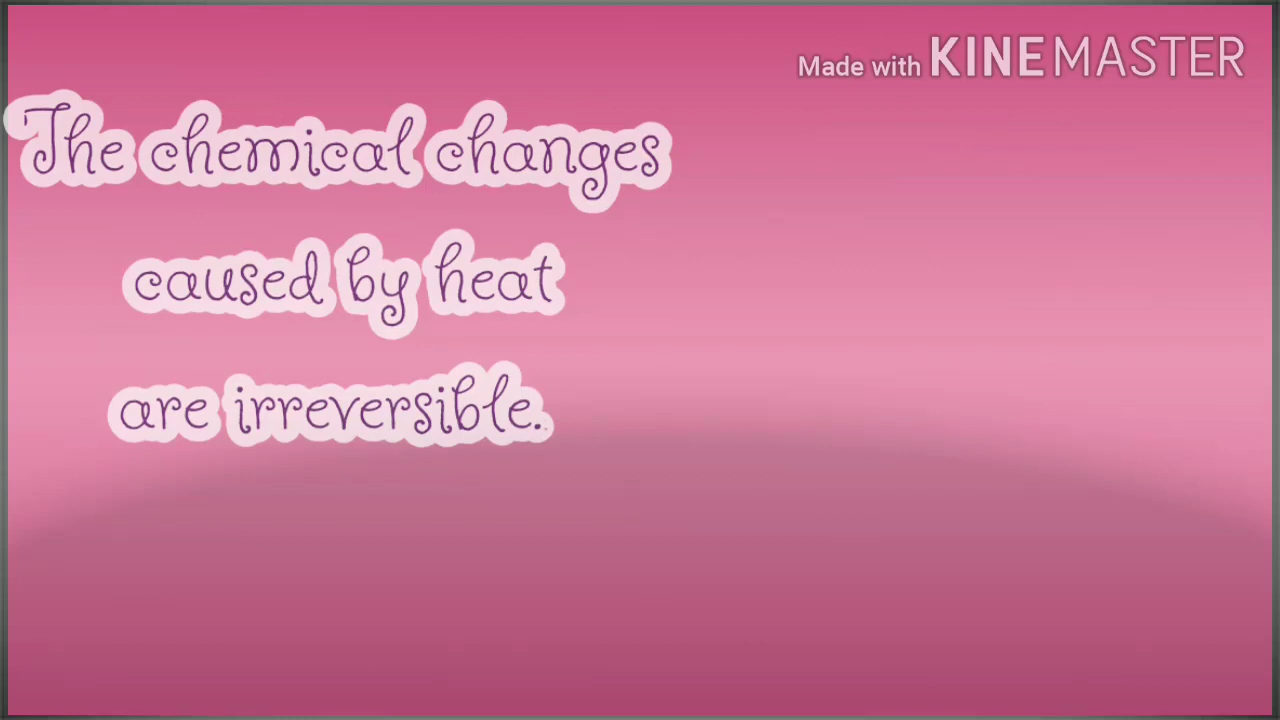 Made with KINEMASTER
The chemical changes
caused by heat
are irreversible.